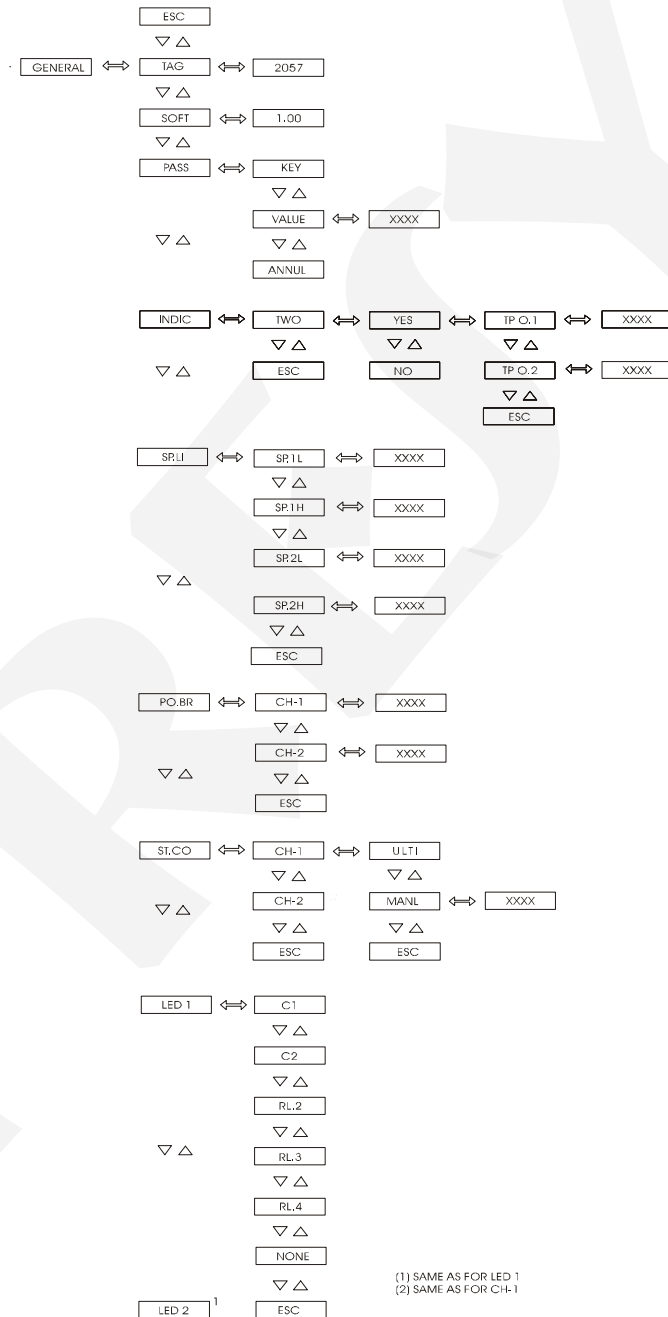 ESC
GENERAL TAG 2057
SOFT 1.00
PASS KEY
VALUE XXXX
ANNUL
INDIC TWO YES TP O.1 XXXX
ESC NO TP O.2 XXXX
ESC
SP.LI SP.1L XXXX
SP.1H XXXX
SP.2L XXXX
SP.2H XXXX
ESC
PO.BR CH-1 XXXX
CH-2 XXXX
ESC
ST.CO CH-1 ULTI
CH-2 MANL XXXX
ESC ESC
LED 1 C1
C2
RL.2
RL.3
RL.4
NONE
(1) SAME AS FOR LED 1
(2) SAME AS FOR CH-1
LED 2 1 ESC